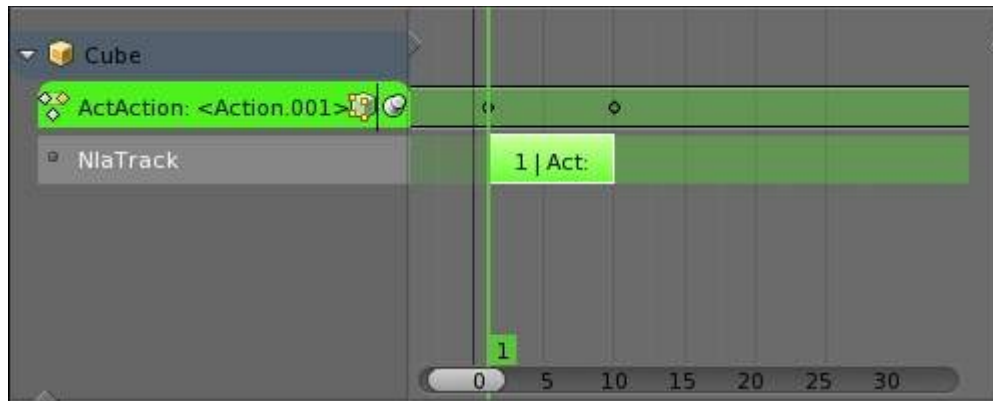 Cube
ActAction: <Action.001>
NlaTrack
1 | Act:
1
0 5 10 15 20 25 30